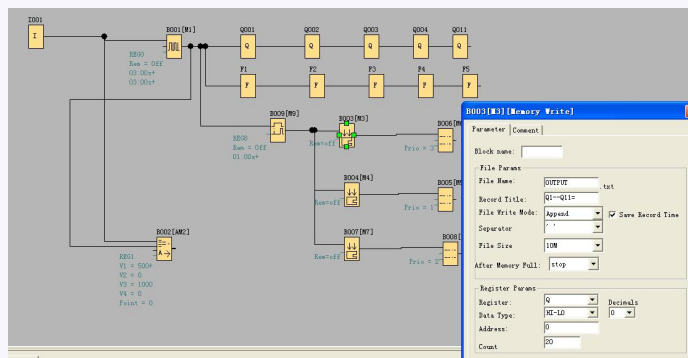 I001
I
B001[M1]
REG0
Rem = Off
03:00s+
03:00s+
Q001
Q002
Q003
Q004
Q011
Q
Q
Q
Q
Q
F1
F2
F3
F4
F5
F
F
F
F
F
B009[M9]
REG0
Rem = Off
01:00s+
B003[M3]
Rem=off
B006[M6
Prio = 3
B004[M4]
Rem=off
B005[M5
Prio = 1
B007[M7]
Rem=off
B008[
Prio = 2
B002[AM2]
=-
A→
REG1
V1 = 500+
V2 = 0
V3 = 1000
V4 = 0
Point = 0
B003[M3][Memory Write]
Parameter
Comment
Block name:
File Params
File Name:
OUTPUT
.txt
Record Title:
Q1--Q11=
File Write Mode:
Append
Save Record Time
Separator
' '
File Size
10M
After Memory Full:
stop
Register Params
Register:
Q
Decimals
Data Type:
HI-LO
0
Address:
0
Count
20